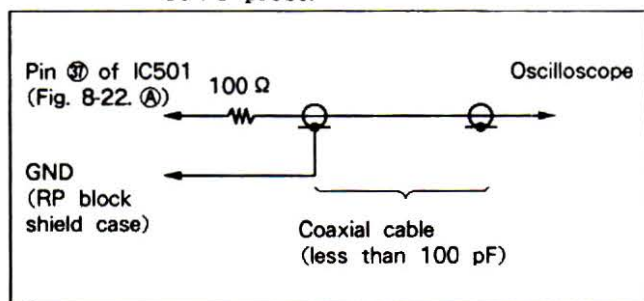 Pin ㊲ of IC501
(Fig. 8-22. Ⓐ)
100 Ω
Oscilloscope
GND
(RP block
shield case)
Coaxial cable
(less than 100 pF)